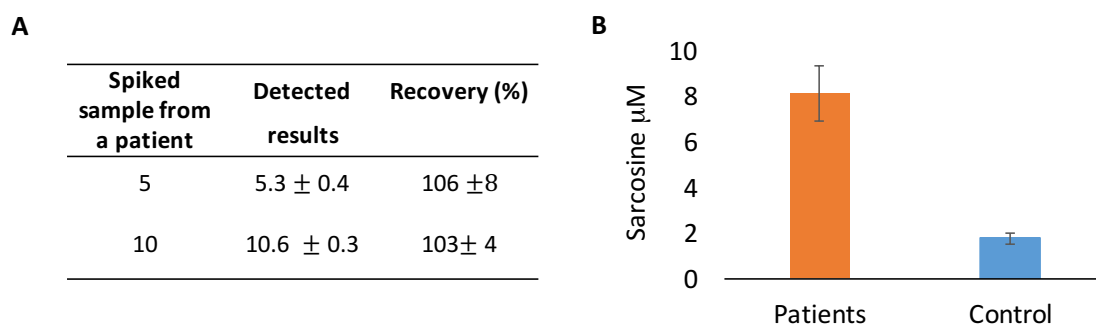 A
Spiked sample from a patient
Detected results
Recovery (%)
5 5.3 ± 0.4 106 ±8
10 10.6 ± 0.3 103± 4
B
Sarcosine μM
10
8
6
4
2
0
Patients Control